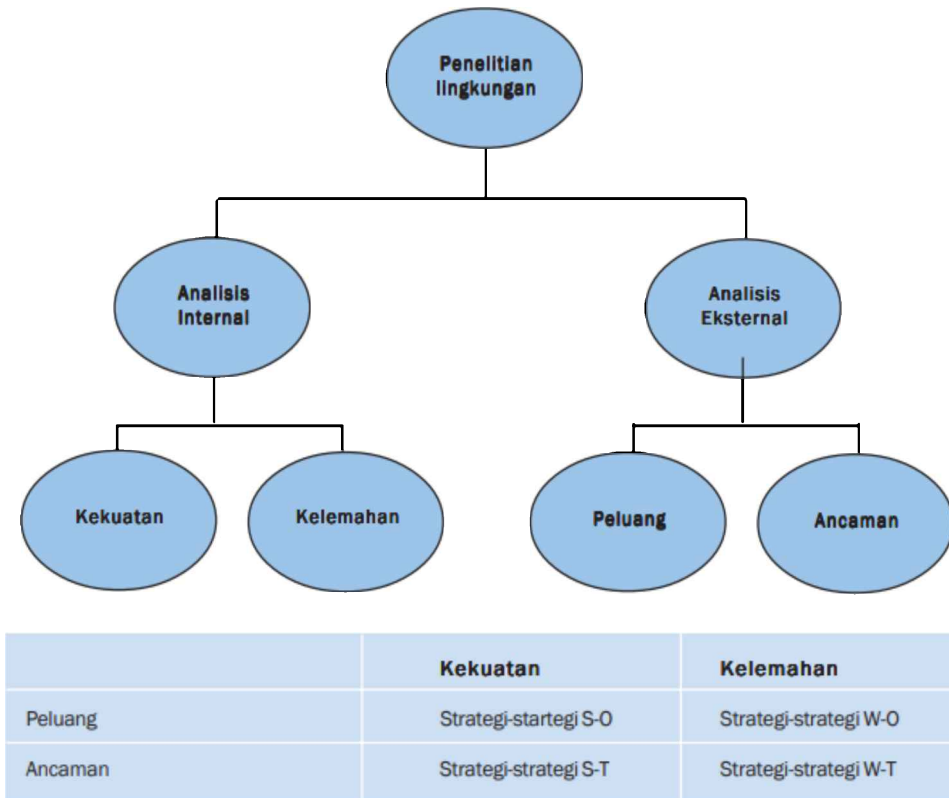 Penelitian
lingkungan
Analisis
Internal
Analisis
Eksternal
Kekuatan
Kelemahan
Peluang
Ancaman
Kekuatan Kelemahan
Peluang Strategi-startegi S-O Strategi-strategi W-O
Ancaman Strategi-strategi S-T Strategi-strategi W-T